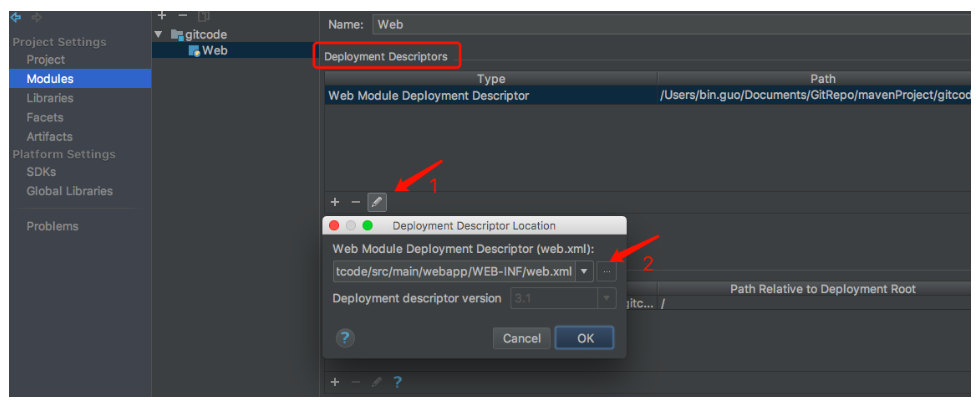 Name: Web
Project Settings
gitcode
Project
Web
Deployment Descriptors
Modules
Type
Path
Libraries
Web Module Deployment Descriptor
/Users/bin.guo/Documents/GitRepo/mavenProject/gitcod
Facets
Artifacts
Platform Settings
SDKs
Global Libraries
1
Problems
Deployment Descriptor Location
Web Module Deployment Descriptor (web.xml):
tcode/src/main/webapp/WEB-INF/web.xml
...
2
Deployment descriptor version 3.1
Path Relative to Deployment Root
gitc... /
?
Cancel
OK
?